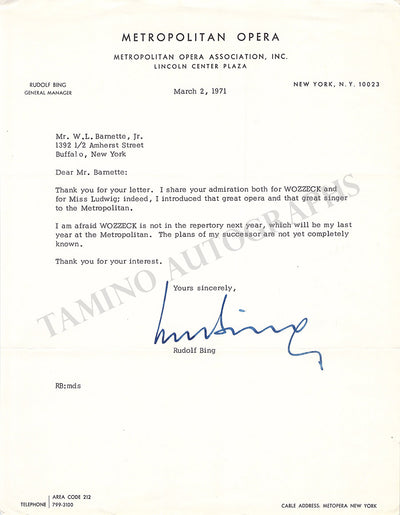 METROPOLITAN OPERA
METROPOLITAN OPERA ASSOCIATION, INC.
LINCOLN CENTER PLAZA
RUDOLF BING
GENERAL MANAGER
NEW YORK, N. Y. 10023
March 2, 1971
Mr. W.L. Barnette, Jr.
1392 1/2 Amherst Street
Buffalo, New York
Dear Mr. Barnette:
Thank you for your letter. I share your admiration both for WOZZECK and
for Miss Ludwig; indeed, I introduced that great opera and that great singer
to the Metropolitan.
I am afraid WOZZECK is not in the repertory next year, which will be my last
year at the Metropolitan. The plans of my successor are not yet completely
known.
Thank you for your interest.
TAMINO AUTOGRAPHS
Yours sincerely,
Rudolf Bing
RB:mds
TELEPHONE
AREA CODE 212
799-3100
CABLE ADDRESS, METOPERA NEW YORK